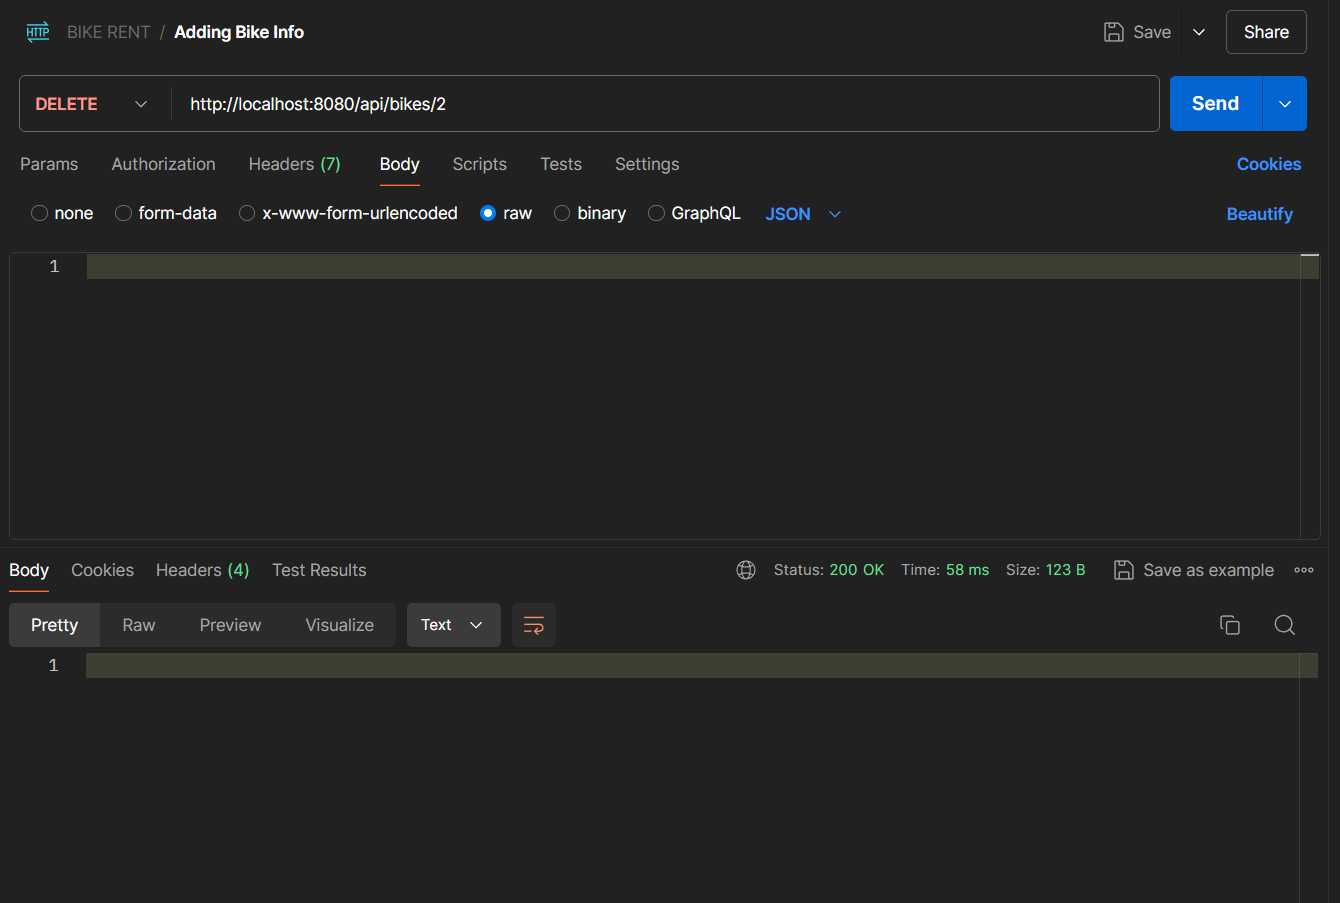 HTTP BIKE RENT / Adding Bike Info Save Share
DELETE http://localhost:8080/api/bikes/2 Send
Params Authorization Headers (7) Body Scripts Tests Settings Cookies
none form-data x-www-form-urlencoded raw binary GraphQL JSON Beautify
1
Body Cookies Headers (4) Test Results Status: 200 OK Time: 58 ms Size: 123 B Save as example
Pretty Raw Preview Visualize Text
1